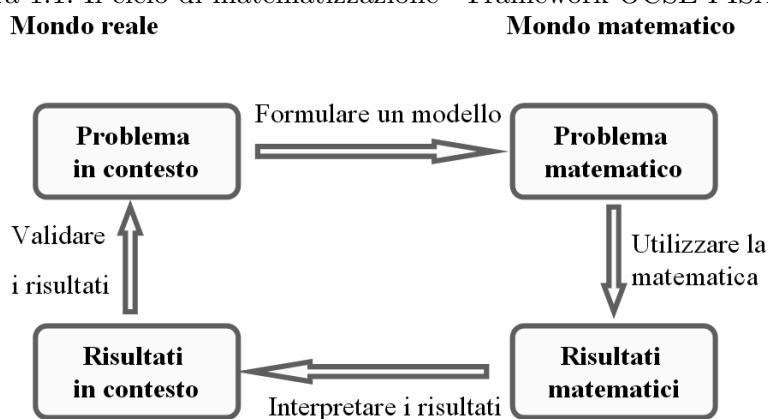 Mondo reale
Mondo matematico
Formulare un modello
Problema
in contesto
Problema
matematico
Validare
i risultati
Utilizzare la
matematica
Risultati
in contesto
Risultati
matematici
Interpretare i risultati